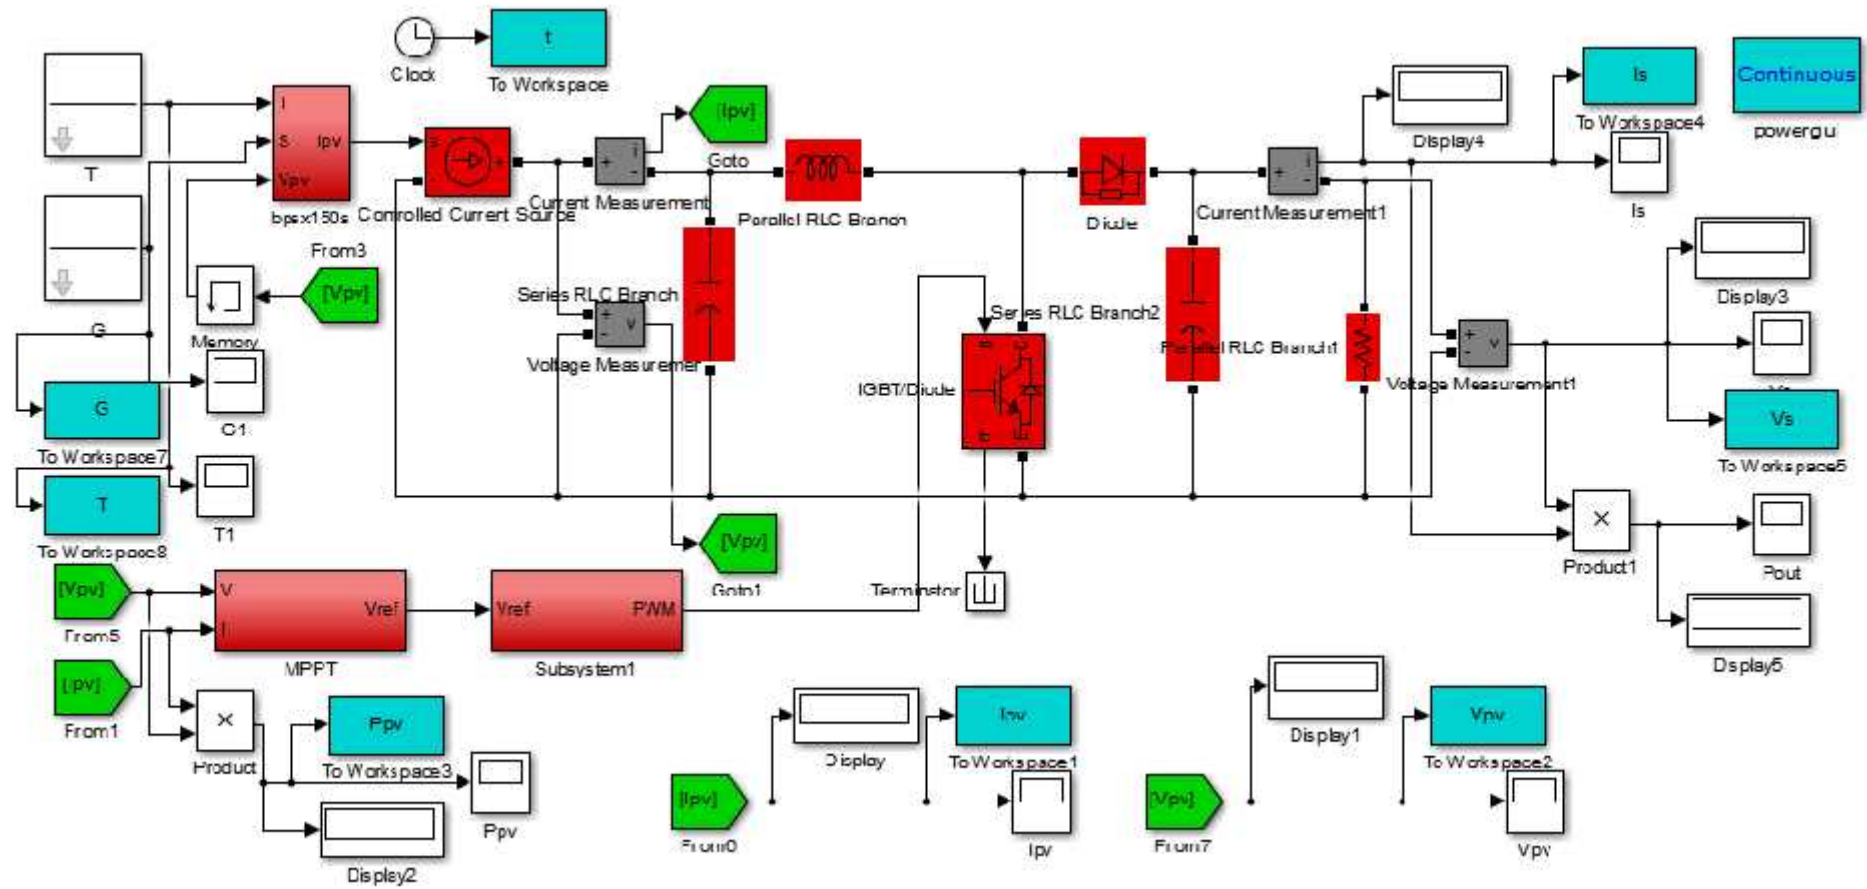 Clock
t
To Workspace
T
I
S
Vpv
Ipv
bpsx150s
Controlled Current Source
[Ipv]
Goto
i
Current Measurement
Parallel RLC Branch
Diode
i
Current Measurement1
Display4
Is
To Workspace4
Is
Continuous
powergui
G
From3
[Vpv]
Memory
Series RLC Branch
v
Voltage Measurement
Series RLC Branch2
IGBT/Diode
Parallel RLC Branch1
v
Voltage Measurement1
Display3
Vs
Vs
To Workspace5
G
To Workspace7
G1
T
To Workspace8
T1
[Vpv]
Goto1
Terminator
×
Product1
Pout
Display5
[Vpv]
From5
[Ipv]
From1
V
I
Vref
MPPT
Vref
PWM
Subsystem1
×
Product
Ppv
To Workspace3
Ppv
Display2
[Ipv]
Display
Ipv
To Workspace1
Ipv
[Vpv]
From7
Display1
Vpv
To Workspace2
Vpv